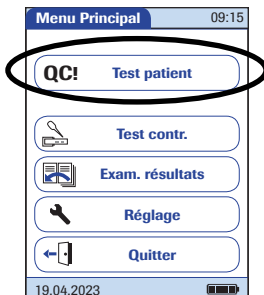 Menu Principal 09:15
QC! Test patient
Test contr.
Exam. résultats
Réglage
Quitter
19.04.2023